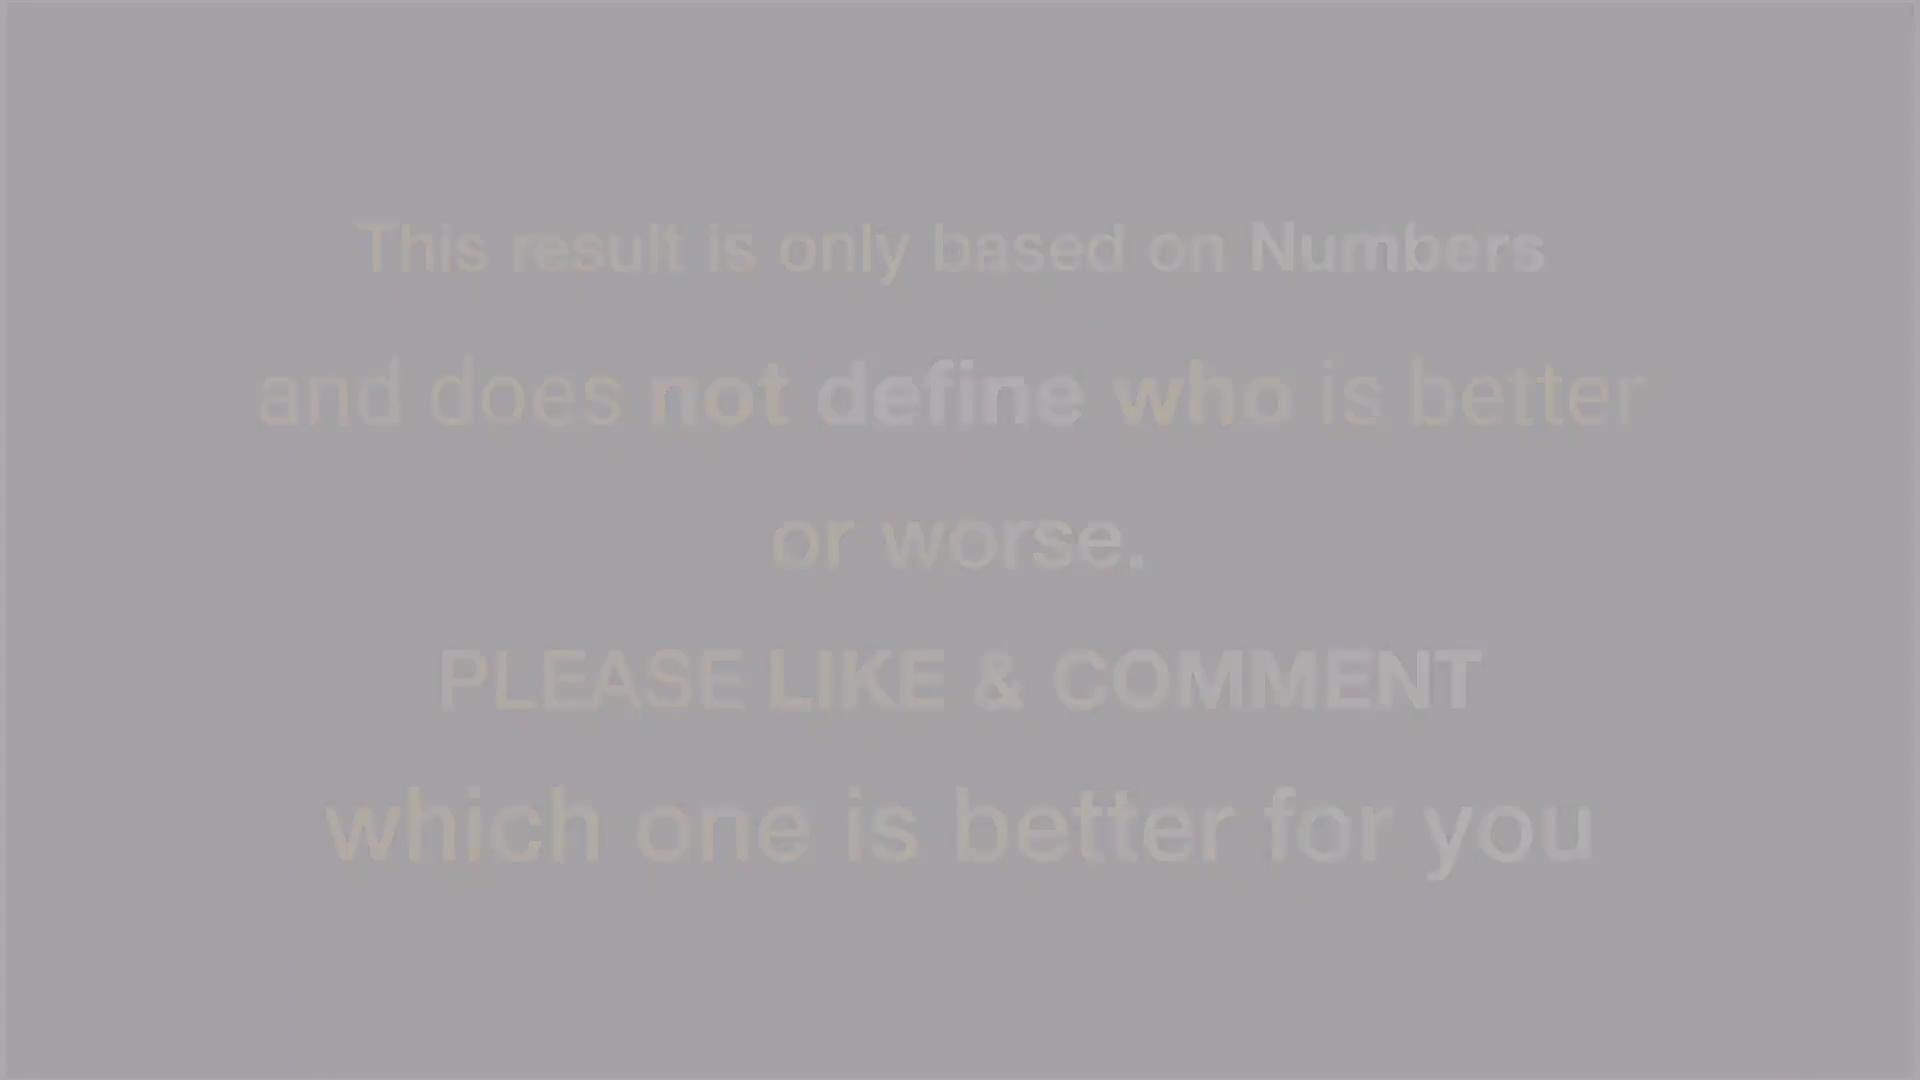 This result is only based on Numbers
and does not define who is better
or worse.
PLEASE LIKE & COMMENT
which one is better for you